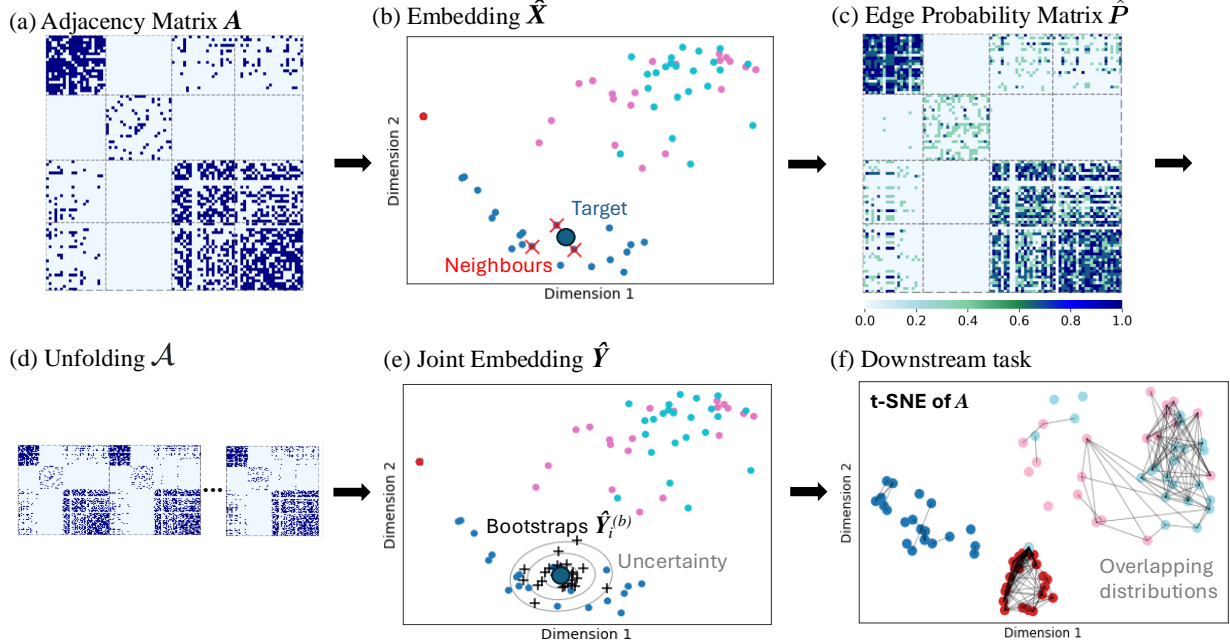 (a) Adjacency Matrix A
(b) Embedding X̂
(c) Edge Probability Matrix P̂
Dimension 2
Target
Neighbours
Dimension 1
0.0 0.2 0.4 0.6 0.8 1.0
(d) Unfolding 𝒜
(e) Joint Embedding Ŷ
(f) Downstream task
...
Dimension 2
Bootstraps Ŷᵢ⁽ᵇ⁾
Uncertainty
Dimension 1
t-SNE of A
Dimension 2
Overlapping
distributions
Dimension 1